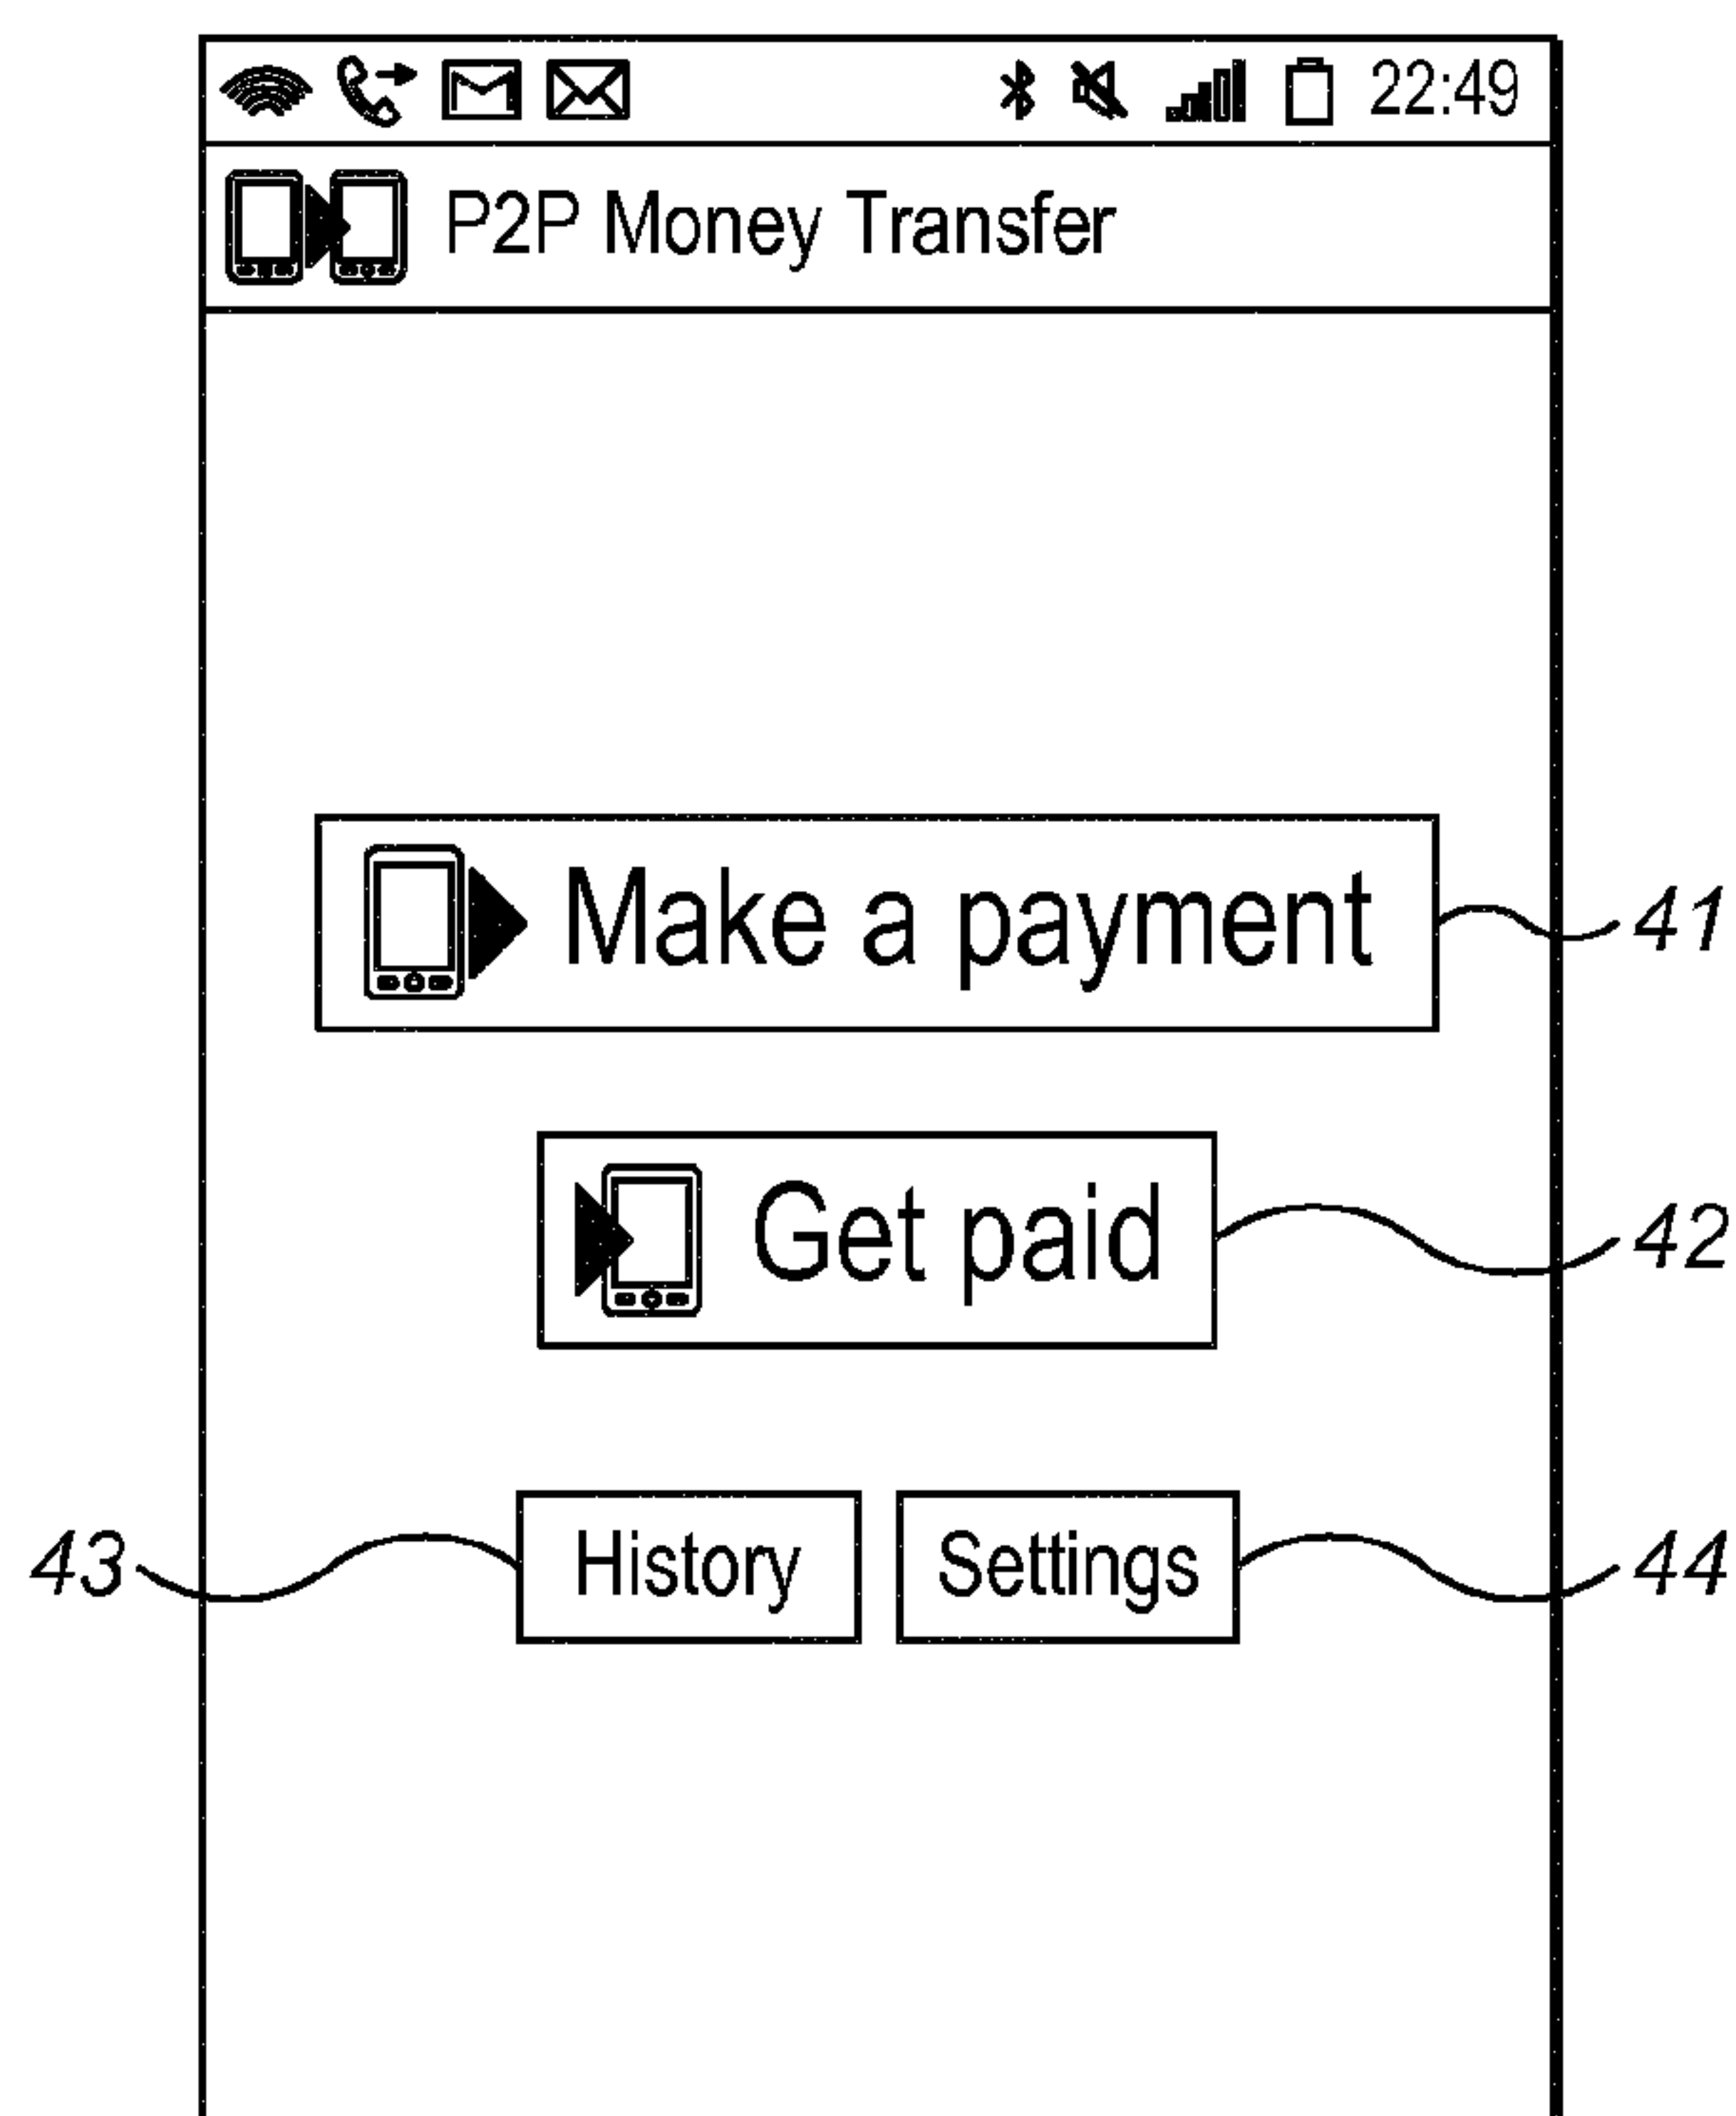 22:49
P2P Money Transfer
Make a payment
41
Get paid
42
43
History
Settings
44